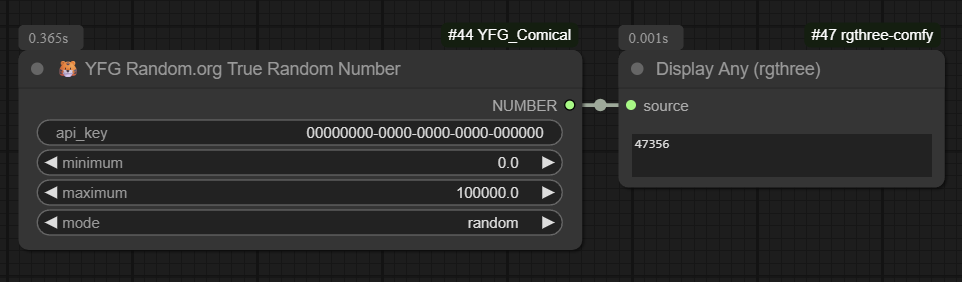 0.365s
#44 YFG_Comical
YFG Random.org True Random Number
NUMBER
api_key 00000000-0000-0000-0000-000000
minimum 0.0
maximum 100000.0
mode random
0.001s
#47 rgthree-comfy
Display Any (rgthree)
source
47356